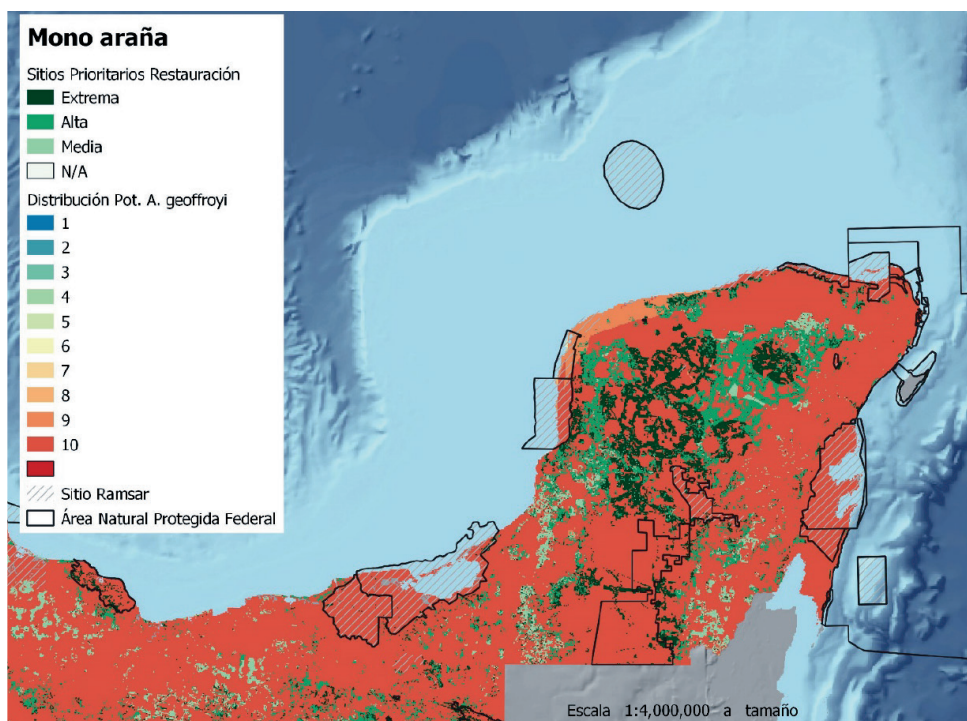 Mono araña
Sitios Prioritarios Restauración
Extrema
Alta
Media
N/A
Distribución Pot. A. geoffroyi
1
2
3
4
5
6
7
8
9
10
Sitio Ramsar
Área Natural Protegida Federal
Escala 1:4,000,000 a tamaño